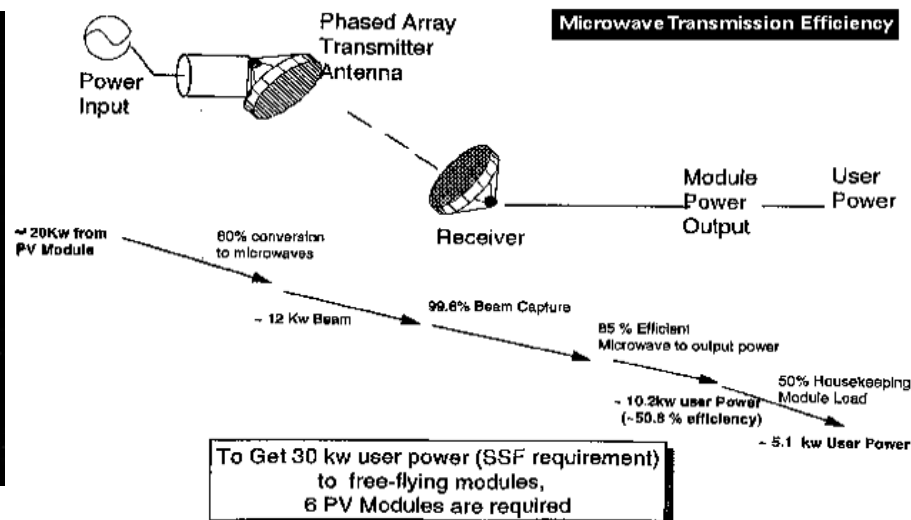 Microwave Transmission Efficiency
Phased Array
Transmitter
Antenna
Power
Input
Module
Power
Output
User
Power
Receiver
~ 20Kw from
PV Module
60% conversion
to microwaves
~ 12 Kw Beam
99.6% Beam Capture
85 % Efficient
Microwave to output power
~ 10.2kw user Power
(~50.8 % efficiency)
50% Housekeeping
Module Load
~ 5.1 kw User Power
To Get 30 kw user power (SSF requirement)
to free-flying modules,
6 PV Modules are required